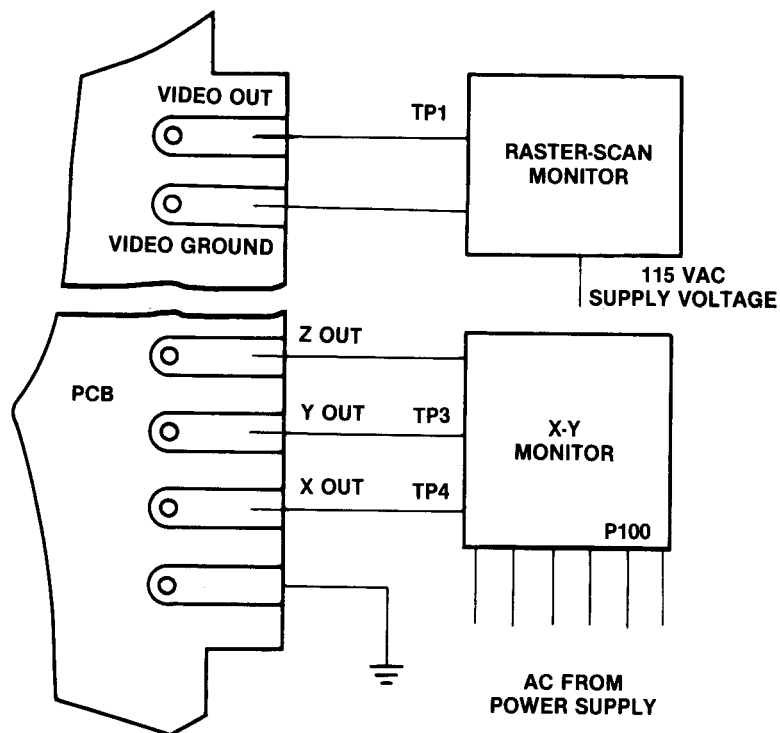 VIDEO OUT
TP1
RASTER-SCAN
MONITOR
VIDEO GROUND
115 VAC
SUPPLY VOLTAGE
Z OUT
PCB
Y OUT
TP3
X-Y
MONITOR
X OUT
TP4
P100
AC FROM
POWER SUPPLY